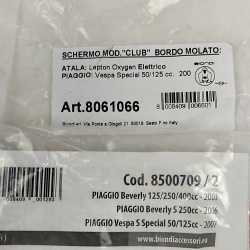 SCHERMO MOD."CLUB" BORDO MOLATO:
ATALA: Lepton Oxygen Elettrico
PIAGGIO: Vespa Special 50/125 cc. 200
Art.8061066
Cod. 8500709 / 2
PIAGGIO Beverly 125/250/400cc - 200
PIAGGIO Beverly S 250cc - 2006
PIAGGIO Vespa S Special 50/125cc - 2007
www.biondiaccessori.it